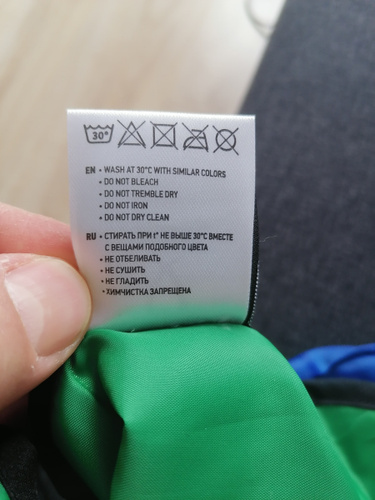 30°
EN • WASH AT 30°C WITH SIMILAR COLORS
• DO NOT BLEACH
• DO NOT TREMBLE DRY
• DO NOT IRON
• DO NOT DRY CLEAN
RU • СТИРАТЬ ПРИ t° НЕ ВЫШЕ 30°C ВМЕСТЕ
С ВЕЩАМИ ПОДОБНОГО ЦВЕТА
• НЕ ОТБЕЛИВАТЬ
• НЕ СУШИТЬ
• НЕ ГЛАДИТЬ
• ХИМЧИСТКА ЗАПРЕЩЕНА